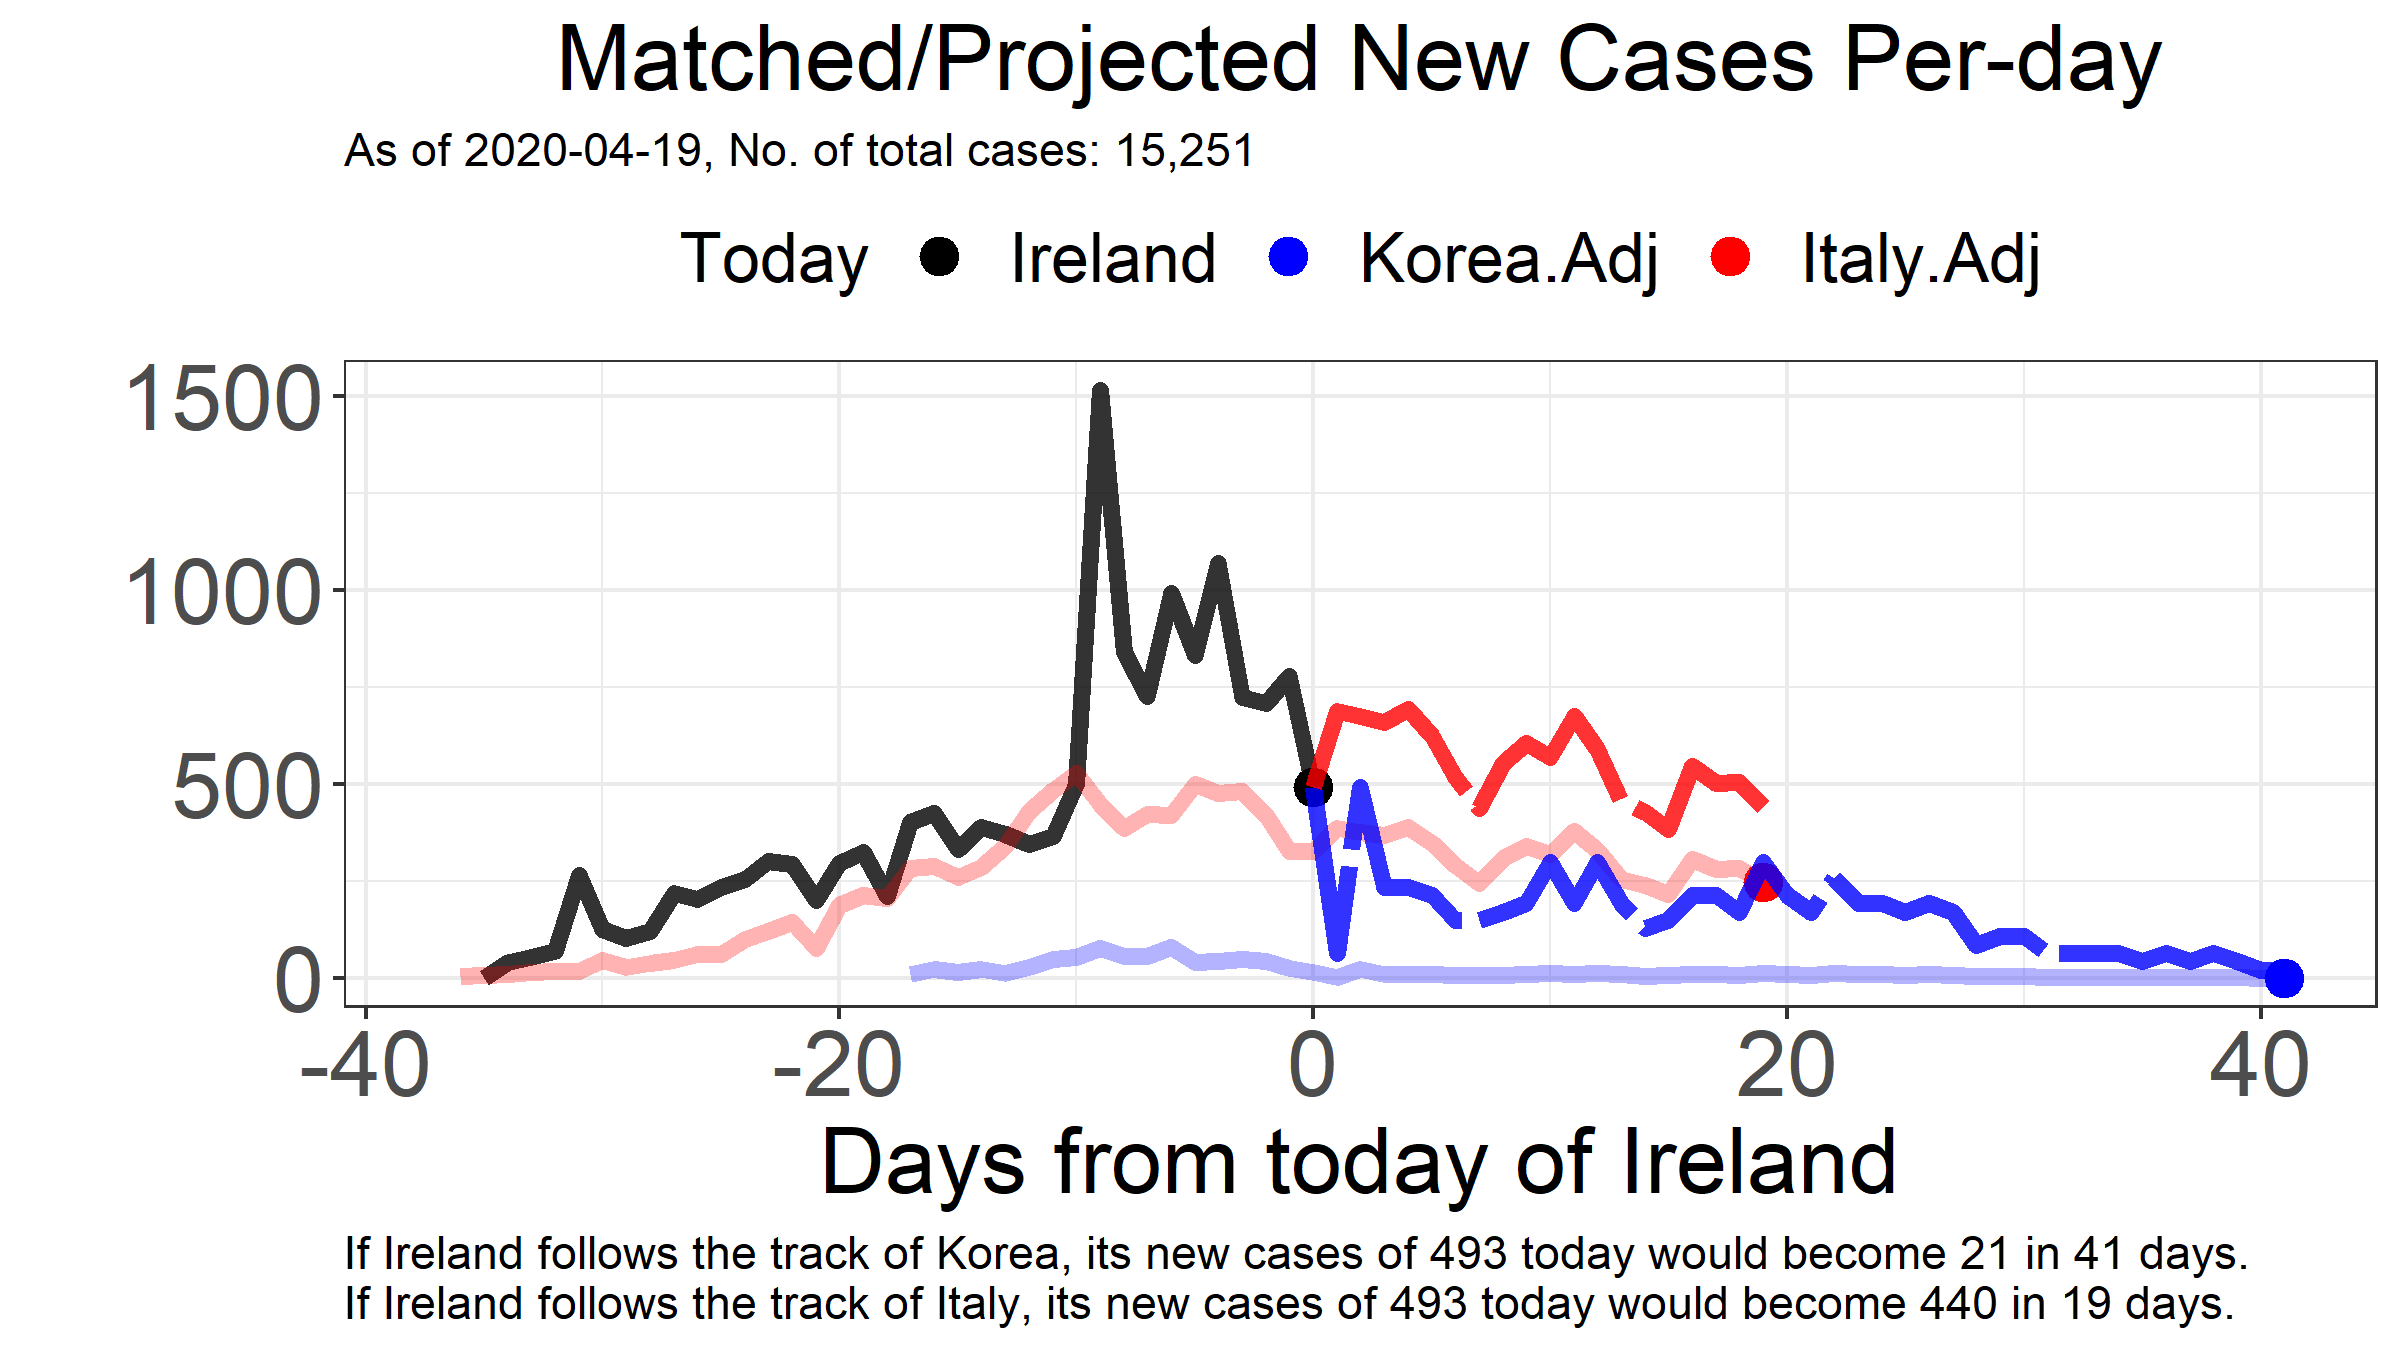 Matched/Projected New Cases Per-day
As of 2020-04-19, No. of total cases: 15,251
Today Ireland Korea.Adj Italy.Adj
1500
1000
500
0
-40 -20 0 20 40
Days from today of Ireland
If Ireland follows the track of Korea, its new cases of 493 today would become 21 in 41 days.
If Ireland follows the track of Italy, its new cases of 493 today would become 440 in 19 days.